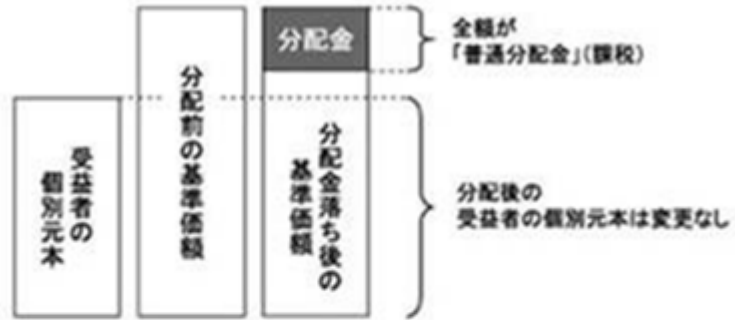 受益者の
個別元本
分配前の基準価額
分配金
分配金落ち後の
基準価額
全額が
「普通分配金」(課税)
分配後の
受益者の個別元本は変更なし